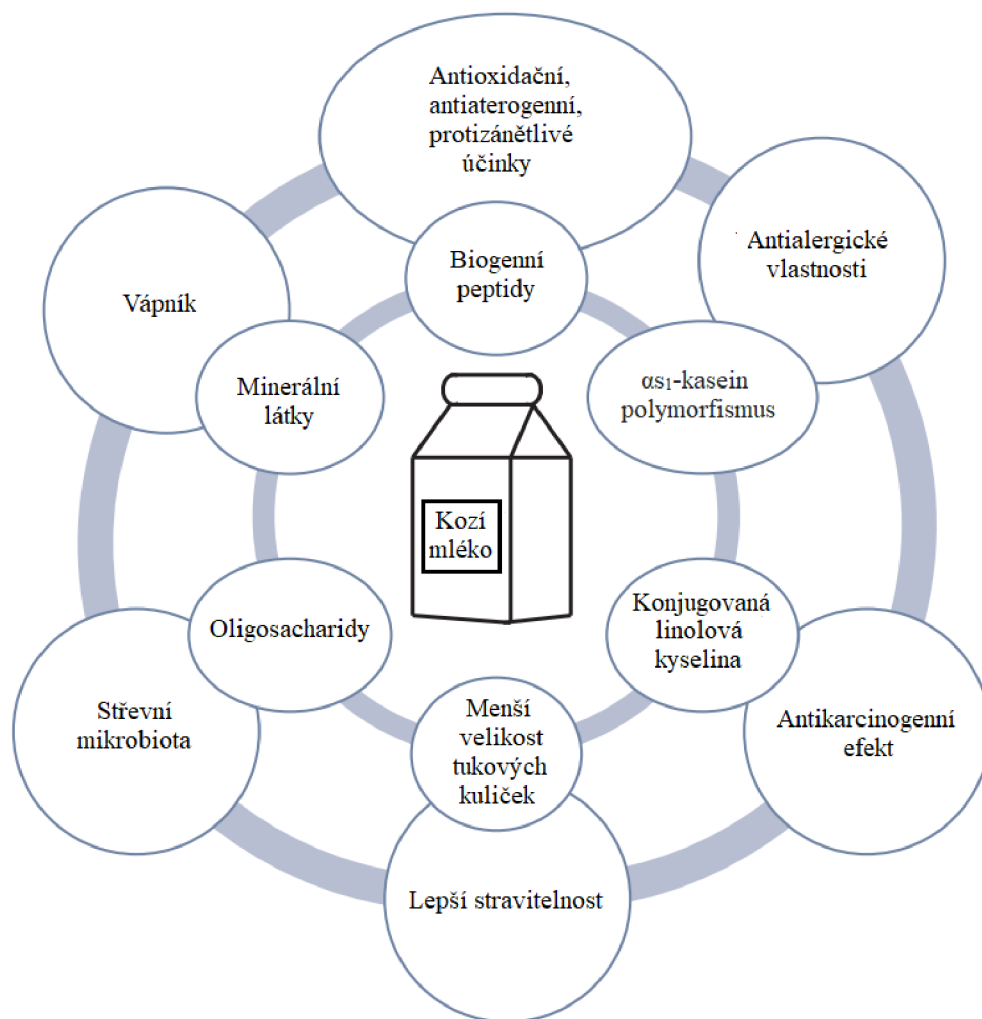 Antioxidační,
antiaterogenní,
protizánětlivé
účinky
Biogenní
peptidy
Antialergické
vlastnosti
αs₁-kasein
polymorfismus
Vápník
Minerální
látky
Kozí
mléko
Konjugovaná
linolová
kyselina
Antikarcinogenní
efekt
Oligosacharidy
Střevní
mikrobiota
Menší
velikost
tukových
kuliček
Lepší stravitelnost